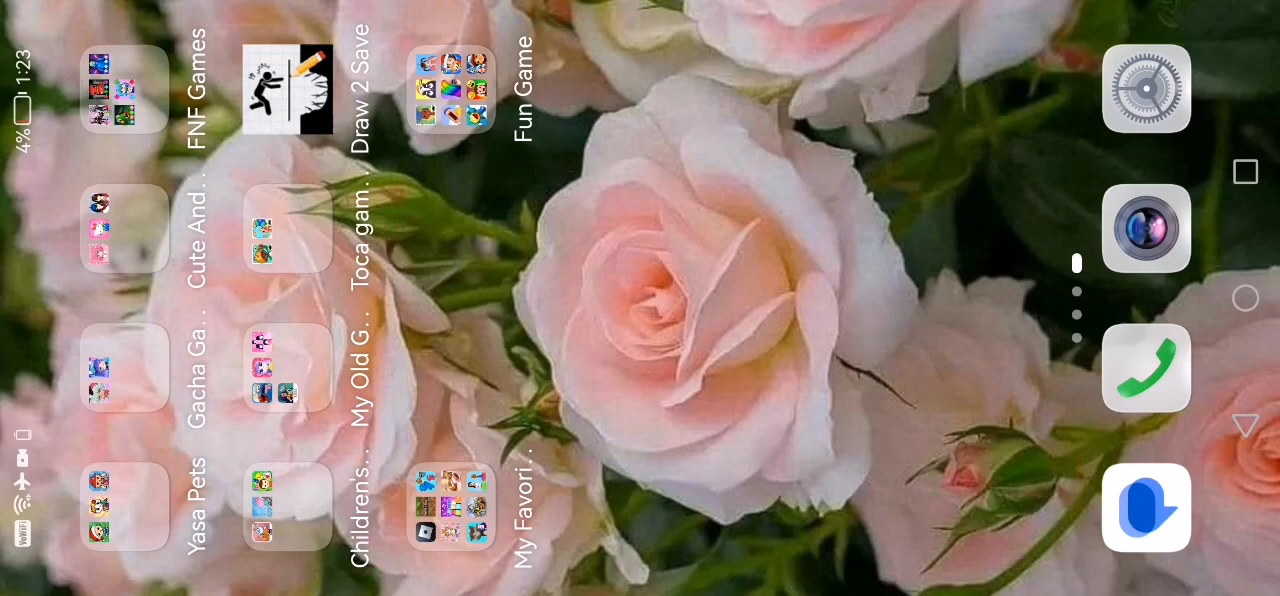 VoWiFi 4% 1:23
Yasa Pets Gacha Ga... Cute And... FNF Games
Children's... My Old G... Toca gam... Draw 2 Save
My Favori... Fun Game